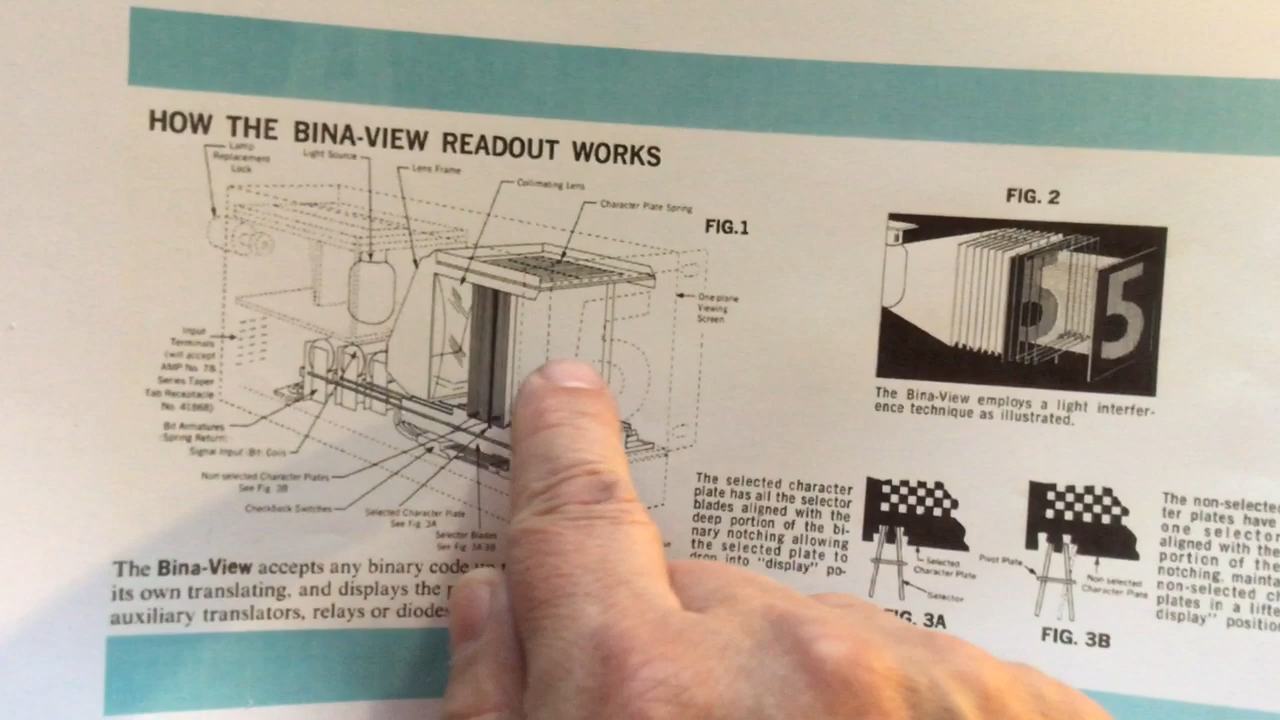 HOW THE BINA-VIEW READOUT WORKS
Lamp
Replacement
Lock
Light Source
Lens Frame
Collimating Lens
Character Plate Spring
FIG.1
One plane
Viewing
Screen
Input
Terminals
(will accept
AMP No. 78
Series Taper
Tab Receptacle
No. 41868)
Bit Armatures
(Spring Return)
Signal Input (Bit) Coils
Non selected Character Plates
See Fig. 3B
Checkback Switches
Selected Character Plate
See Fig. 3A
Selector Blades
See Fig. 3A-3B
The Bina-View accepts any binary code
its own translating, and displays the
auxiliary translators, relays or diodes
FIG. 2
The Bina-View employs a light interfer-
ence technique as illustrated.
The selected character
plate has all the selector
blades aligned with the
deep portion of the bi-
nary notching allowing
the selected plate to
drop into "display" po-
Selected
Character Plate
Selector
FIG. 3A
Pivot Plate
Non selected
Character Plate
FIG. 3B
The non-selecte
ter plates have
one selector
aligned with the
portion of the
notching, mainta
non-selected ch
plates in a lifte
display" position